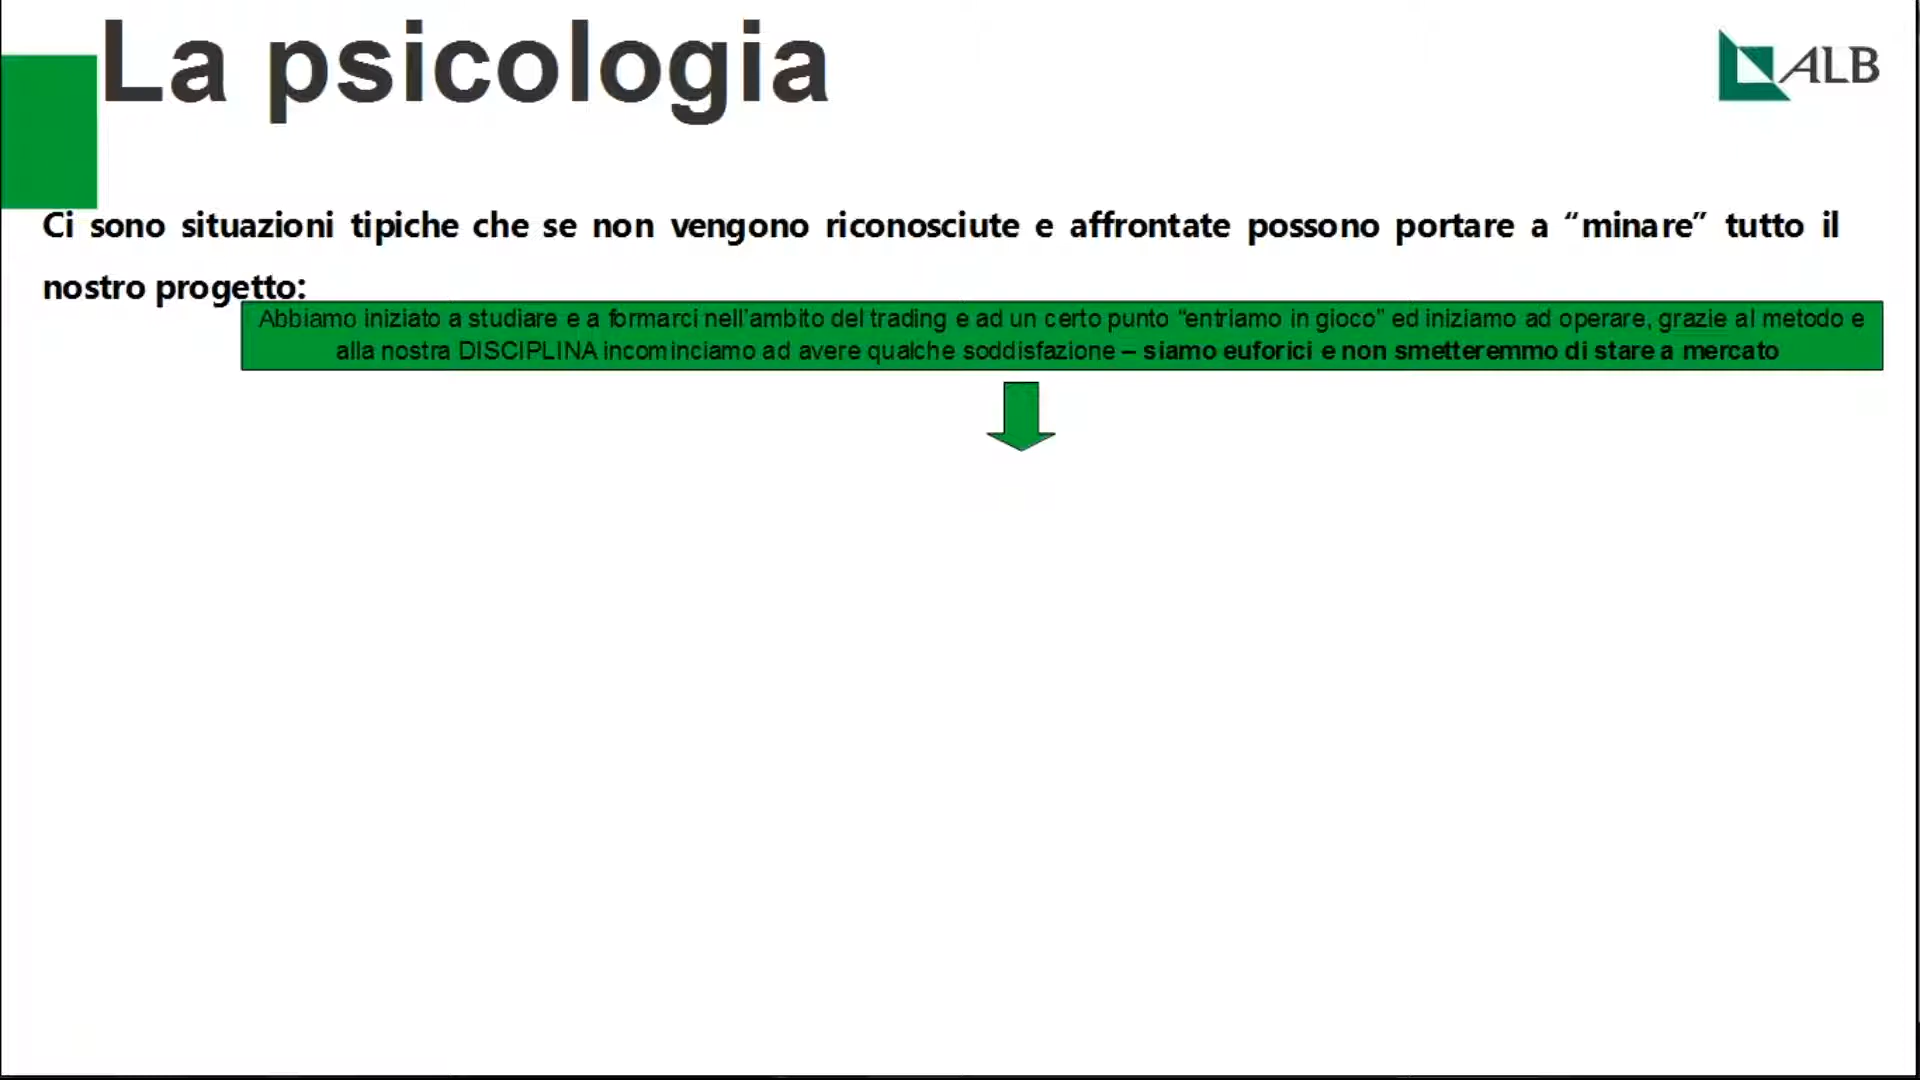 La psicologia
ALB
Ci sono situazioni tipiche che se non vengono riconosciute e affrontate possono portare a “minare” tutto il
nostro progetto:
Abbiamo iniziato a studiare e a formarci nell’ambito del trading e ad un certo punto “entriamo in gioco” ed iniziamo ad operare, grazie al metodo e
alla nostra DISCIPLINA incominciamo ad avere qualche soddisfazione – siamo euforici e non smetteremmo di stare a mercato